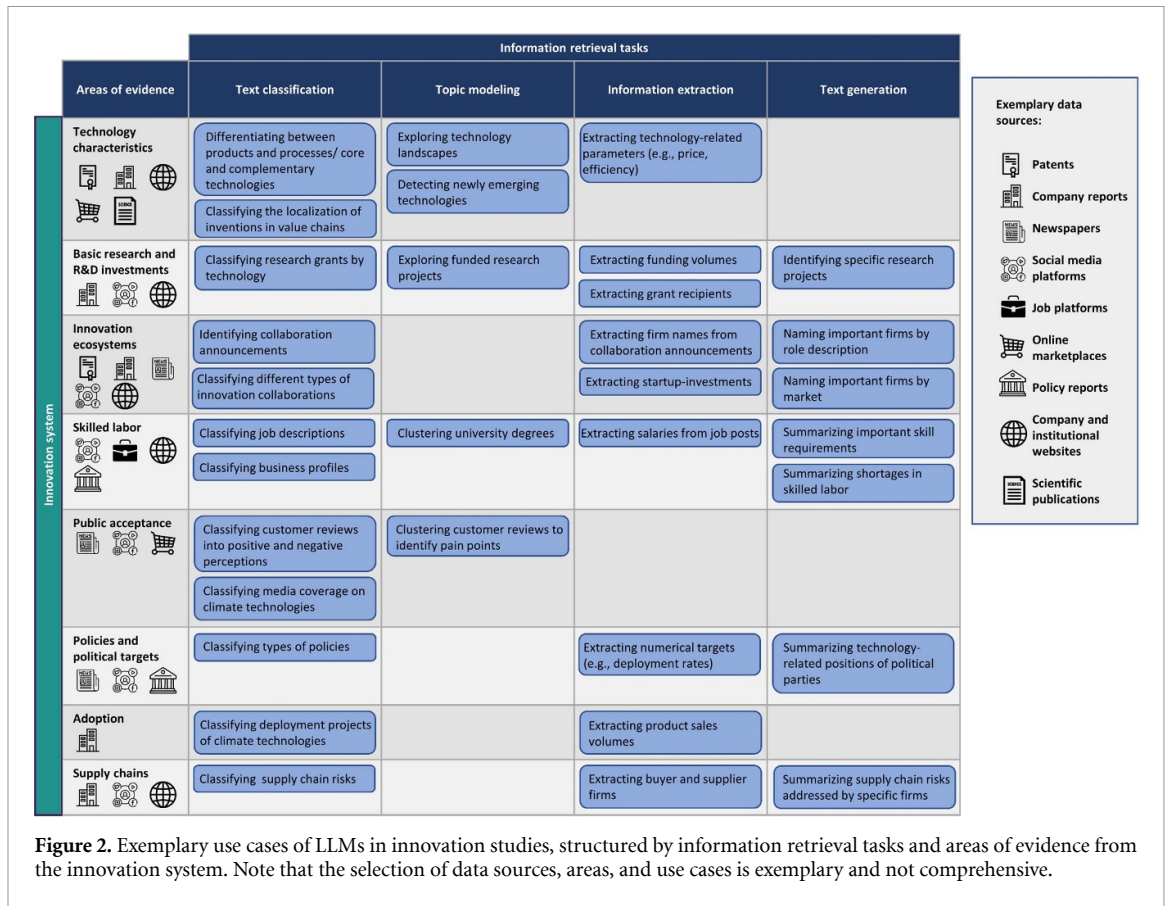 Information retrieval tasks
Areas of evidence
Text classification
Topic modeling
Information extraction
Text generation
Innovation system
Technology
characteristics
SCIENCE
Differentiating between
products and processes/ core
and complementary
technologies
Classifying the localization of
inventions in value chains
Exploring technology
landscapes
Detecting newly emerging
technologies
Extracting technology-related
parameters (e.g., price,
efficiency)
Basic research and
R&D investments
Classifying research grants by
technology
Exploring funded research
projects
Extracting funding volumes
Extracting grant recipients
Identifying specific research
projects
Innovation
ecosystems
NEWS
Identifying collaboration
announcements
Classifying different types of
innovation collaborations
Extracting firm names from
collaboration announcements
Extracting startup-investments
Naming important firms by
role description
Naming important firms by
market
Skilled labor
Classifying job descriptions
Classifying business profiles
Clustering university degrees
Extracting salaries from job posts
Summarizing important skill
requirements
Summarizing shortages in
skilled labor
Public acceptance
NEWS
Classifying customer reviews
into positive and negative
perceptions
Classifying media coverage on
climate technologies
Clustering customer reviews to
identify pain points
Policies and
political targets
NEWS
Classifying types of policies
Extracting numerical targets
(e.g., deployment rates)
Summarizing technology-
related positions of political
parties
Adoption
Classifying deployment projects
of climate technologies
Extracting product sales
volumes
Supply chains
Classifying supply chain risks
Extracting buyer and supplier
firms
Summarizing supply chain risks
addressed by specific firms
Exemplary data
sources:
Patents
Company reports
NEWS
Newspapers
Social media
platforms
Job platforms
Online
marketplaces
Policy reports
Company and
institutional
websites
SCIENCE
Scientific
publications
Figure 2. Exemplary use cases of LLMs in innovation studies, structured by information retrieval tasks and areas of evidence from
the innovation system. Note that the selection of data sources, areas, and use cases is exemplary and not comprehensive.